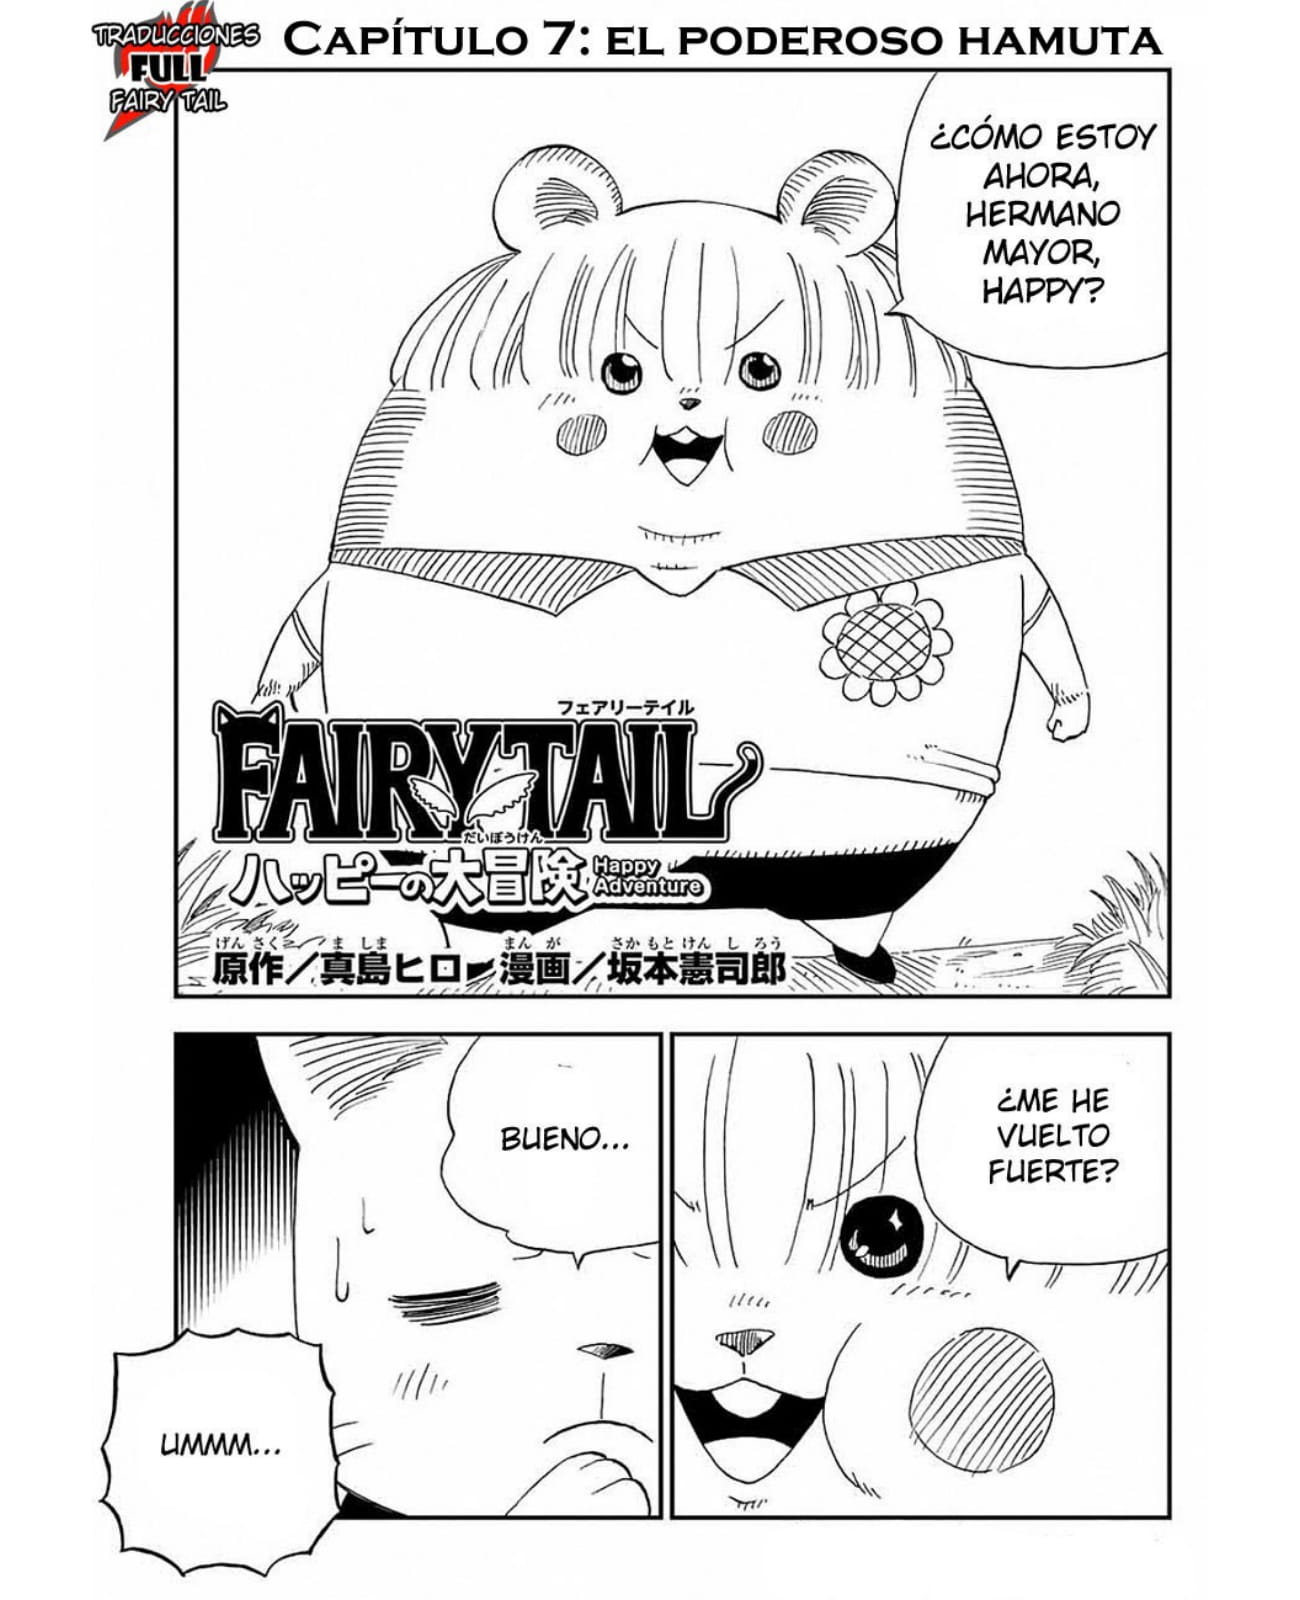 TRADUCCIONES
FULL
FAIRY TAIL
CAPÍTULO 7: EL PODEROSO HAMUTA
¿CÓMO ESTOY
AHORA,
HERMANO
MAYOR,
HAPPY?
フェアリーテイル
FAIRY TAIL
だいぼうけん
ハッピーの大冒険
Happy
Adventure
げん さく ま しま まん が さか もと けん し ろう
原作／真島ヒロ 漫画／坂本憲司郎
¿ME HE
VUELTO
FUERTE?
BUENO...
UMMM...